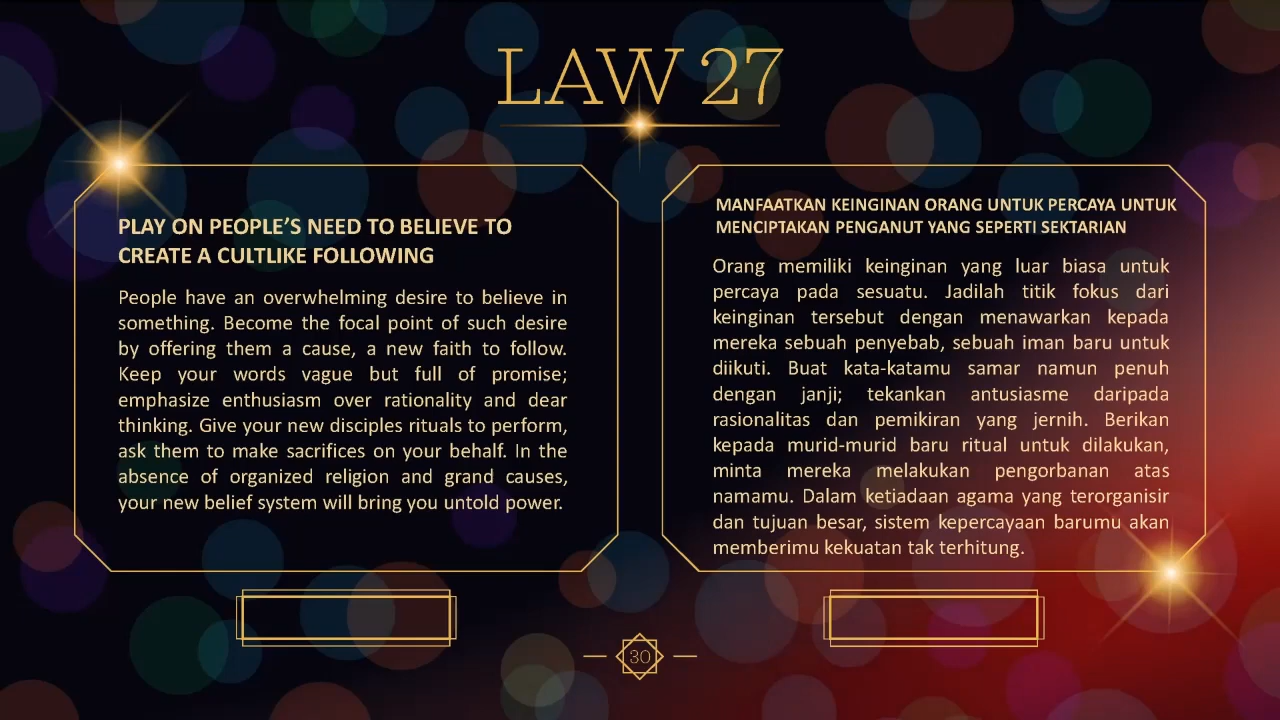 LAW 27
PLAY ON PEOPLE’S NEED TO BELIEVE TO
CREATE A CULTLIKE FOLLOWING
People have an overwhelming desire to believe in
something. Become the focal point of such desire
by offering them a cause, a new faith to follow.
Keep your words vague but full of promise;
emphasize enthusiasm over rationality and dear
thinking. Give your new disciples rituals to perform,
ask them to make sacrifices on your behalf. In the
absence of organized religion and grand causes,
your new belief system will bring you untold power.
MANFAATKAN KEINGINAN ORANG UNTUK PERCAYA UNTUK
MENCIPTAKAN PENGANUT YANG SEPERTI SEKTARIAN
Orang memiliki keinginan yang luar biasa untuk
percaya pada sesuatu. Jadilah titik fokus dari
keinginan tersebut dengan menawarkan kepada
mereka sebuah penyebab, sebuah iman baru untuk
diikuti. Buat kata-katamu samar namun penuh
dengan janji; tekankan antusiasme daripada
rasionalitas dan pemikiran yang jernih. Berikan
kepada murid-murid baru ritual untuk dilakukan,
minta mereka melakukan pengorbanan atas
namamu. Dalam ketiadaan agama yang terorganisir
dan tujuan besar, sistem kepercayaan barumu akan
memberimu kekuatan tak terhitung.
30